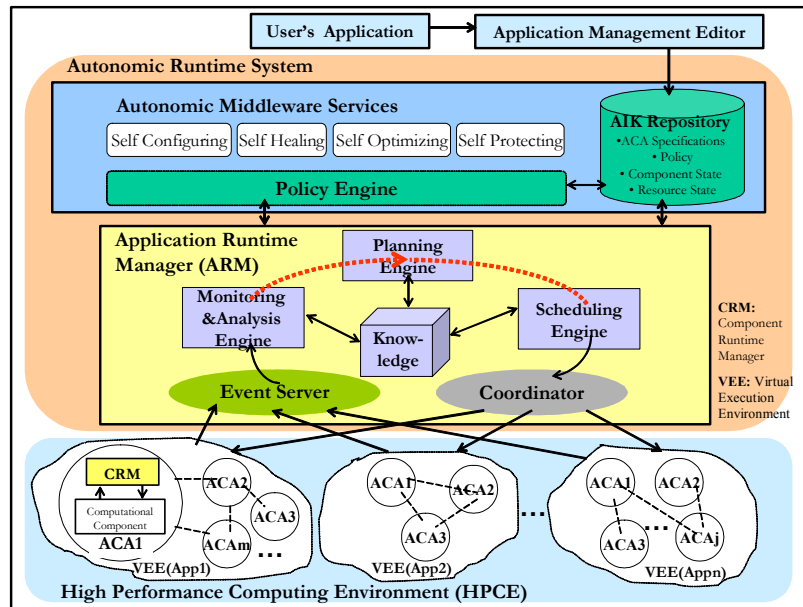 User's Application
Application Management Editor
Autonomic Runtime System
Autonomic Middleware Services
Self Configuring
Self Healing
Self Optimizing
Self Protecting
AIK Repository
•ACA Specifications
• Policy
• Component State
• Resource State
Policy Engine
Application Runtime
Manager (ARM)
Planning
Engine
Monitoring
&Analysis
Engine
Know-
ledge
Scheduling
Engine
CRM:
Component
Runtime
Manager
VEE: Virtual
Execution
Environment
Event Server
Coordinator
CRM
Computational
Component
ACA1
ACA2
ACA3
ACAm
...
VEE(App1)
ACA1
ACA2
ACA3
VEE(App2)
...
ACA1
ACA2
ACA3
...
ACAj
VEE(Appn)
High Performance Computing Environment (HPCE)